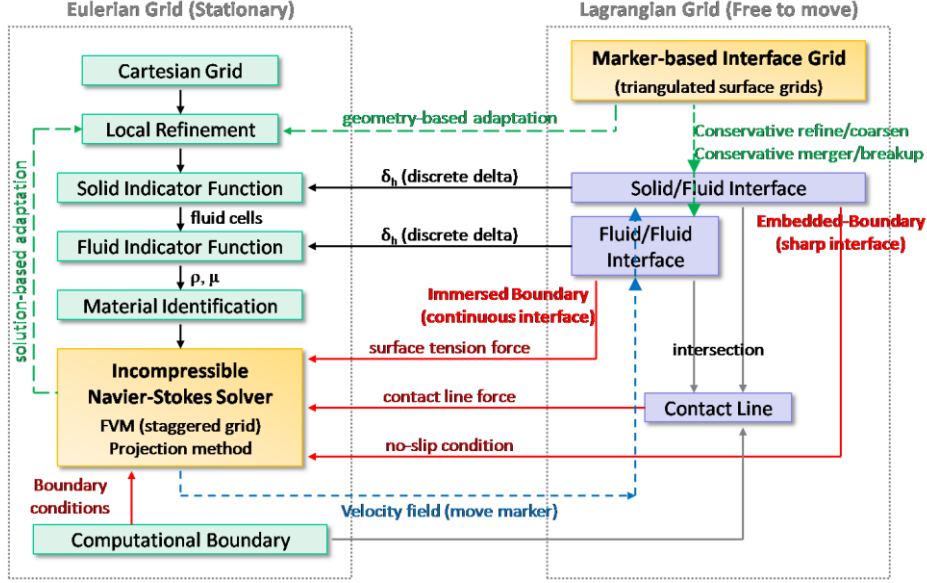 Eulerian Grid (Stationary)
Lagrangian Grid (Free to move)
Cartesian Grid
Marker-based Interface Grid
(triangulated surface grids)
Local Refinement
geometry-based adaptation
Conservative refine/coarsen
Conservative merger/breakup
Solid Indicator Function
δh (discrete delta)
Solid/Fluid Interface
fluid cells
Embedded-Boundary
(sharp interface)
Fluid Indicator Function
δh (discrete delta)
Fluid/Fluid
Interface
ρ, μ
solution-based adaptation
Material Identification
Immersed Boundary
(continuous interface)
surface tension force
intersection
Incompressible
Navier-Stokes Solver
FVM (staggered grid)
Projection method
contact line force
Contact Line
no-slip condition
Boundary
conditions
Velocity field (move marker)
Computational Boundary